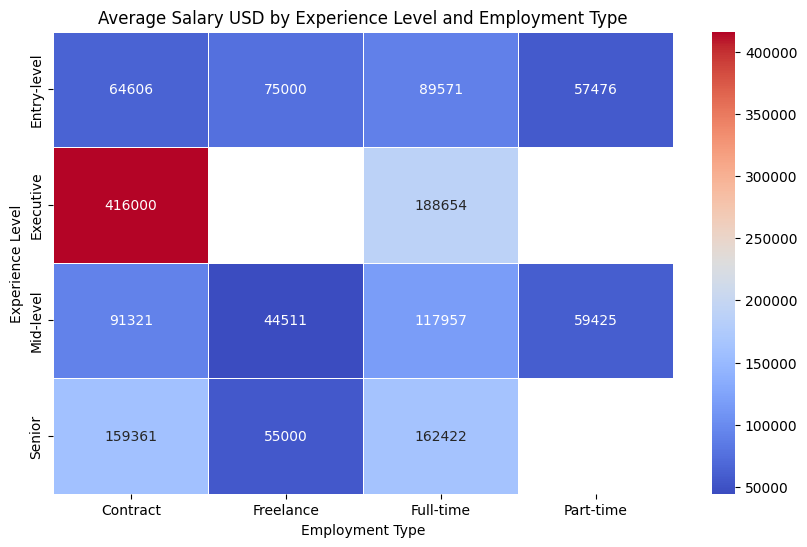 Average Salary USD by Experience Level and Employment Type
Experience Level
Entry-level
64606 75000 89571 57476
Executive
416000 188654
Mid-level
91321 44511 117957 59425
Senior
159361 55000 162422
Contract Freelance Full-time Part-time
Employment Type
400000
350000
300000
250000
200000
150000
100000
50000